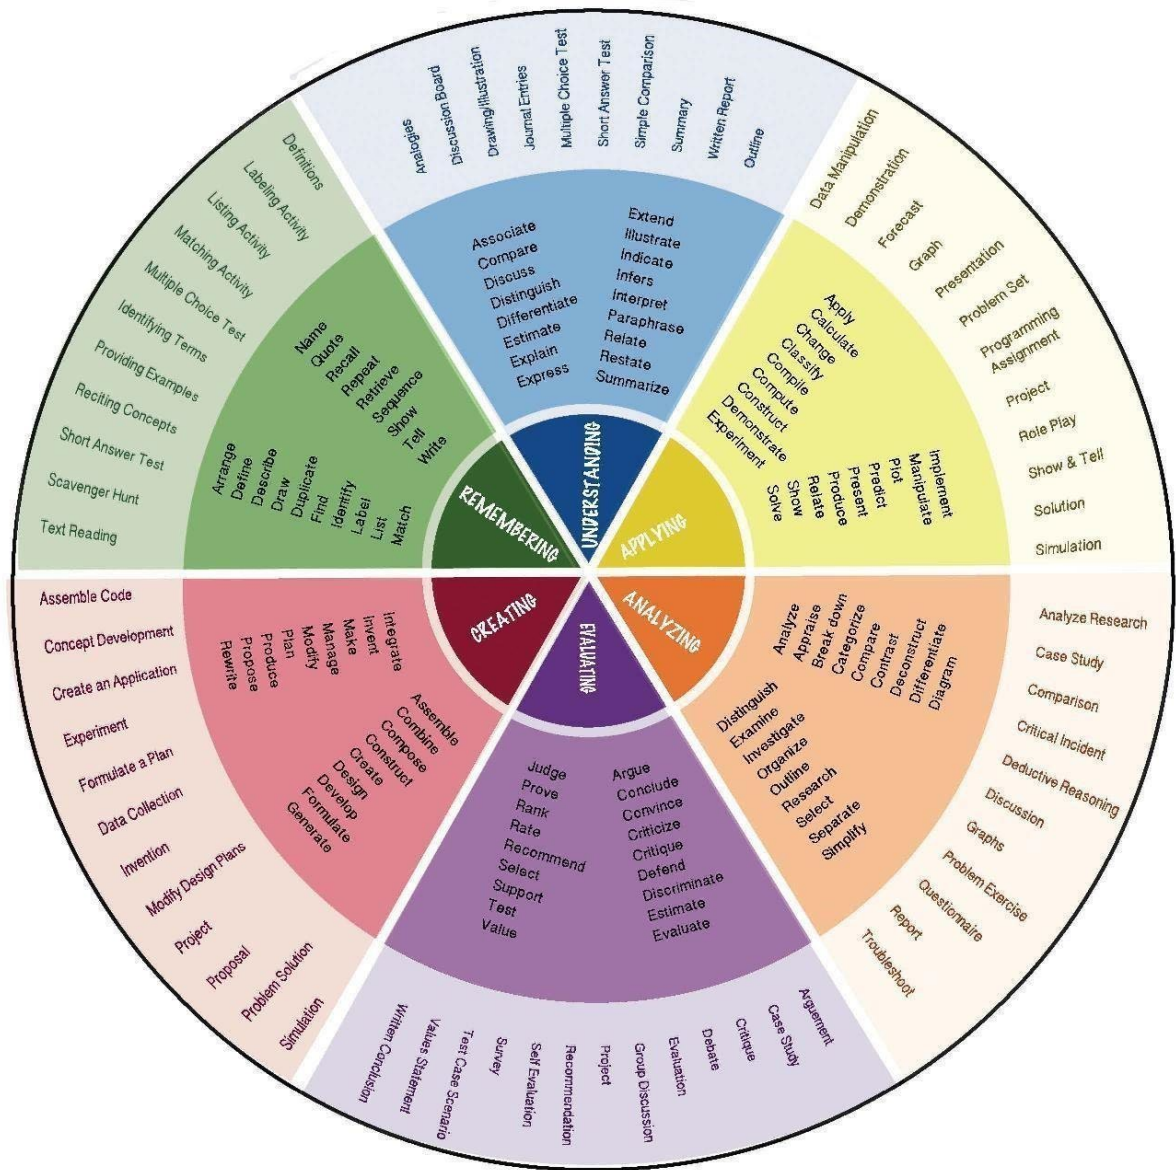 REMEMBERING
Name
Quote
Recall
Repeat
Retrieve
Sequence
Show
Tell
Write
Arrange
Define
Describe
Draw
Duplicate
Find
Identify
Label
List
Match
Definitions
Labeling Activity
Listing Activity
Matching Activity
Multiple Choice Test
Identifying Terms
Providing Examples
Reciting Concepts
Short Answer Test
Scavenger Hunt
Text Reading
UNDERSTANDING
Associate
Compare
Discuss
Distinguish
Differentiate
Estimate
Explain
Express
Extend
Illustrate
Indicate
Infers
Interpret
Paraphrase
Relate
Restate
Summarize
Analogies
Discussion Board
Drawing/Illustration
Journal Entries
Multiple Choice Test
Short Answer Test
Simple Comparison
Summary
Written Report
Outline
APPLYING
Apply
Calculate
Change
Classify
Compile
Compute
Construct
Demonstrate
Experiment
Implement
Manipulate
Plot
Predict
Present
Produce
Relate
Show
Solve
Data Manipulation
Demonstration
Forecast
Graph
Presentation
Problem Set
Programming
Assignment
Project
Role Play
Show & Tell
Solution
Simulation
ANALYZING
Analyze
Appraise
Break down
Categorize
Compare
Contrast
Deconstruct
Differentiate
Diagram
Distinguish
Examine
Investigate
Organize
Outline
Research
Select
Separate
Simplify
Analyze Research
Case Study
Comparison
Critical Incident
Deductive Reasoning
Discussion
Graphs
Problem Exercise
Questionnaire
Report
Troubleshoot
EVALUATING
Argue
Conclude
Convince
Criticize
Critique
Defend
Discriminate
Estimate
Evaluate
Judge
Prove
Rank
Rate
Recommend
Select
Support
Test
Value
Arguement
Case Study
Critique
Debate
Evaluation
Group Discussion
Project
Recommendation
Self Evaluation
Survey
Test Case Scenario
Values Statement
Written Conclusion
CREATING
Assemble
Combine
Compose
Construct
Create
Design
Develop
Formulate
Generate
Integrate
Invent
Make
Manage
Modify
Plan
Produce
Propose
Rewrite
Assemble Code
Concept Development
Create an Application
Experiment
Formulate a Plan
Data Collection
Invention
Modify Design Plans
Project
Proposal
Problem Solution
Simulation